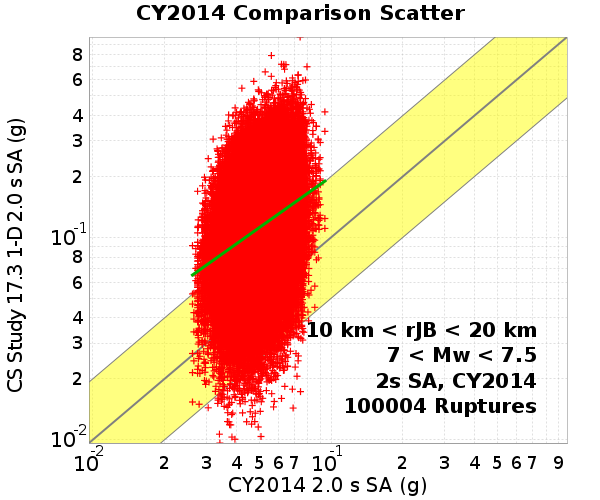 CY2014 Comparison Scatter
CS Study 17.3 1-D 2.0 s SA (g)
8
6
4
3
2
10-1
8
6
4
3
2
10-2
10 km < rJB < 20 km
7 < Mw < 7.5
2s SA, CY2014
100004 Ruptures
10-2 2 3 4 5 6 7 10-1 2 3 4 5 6 7 9
CY2014 2.0 s SA (g)